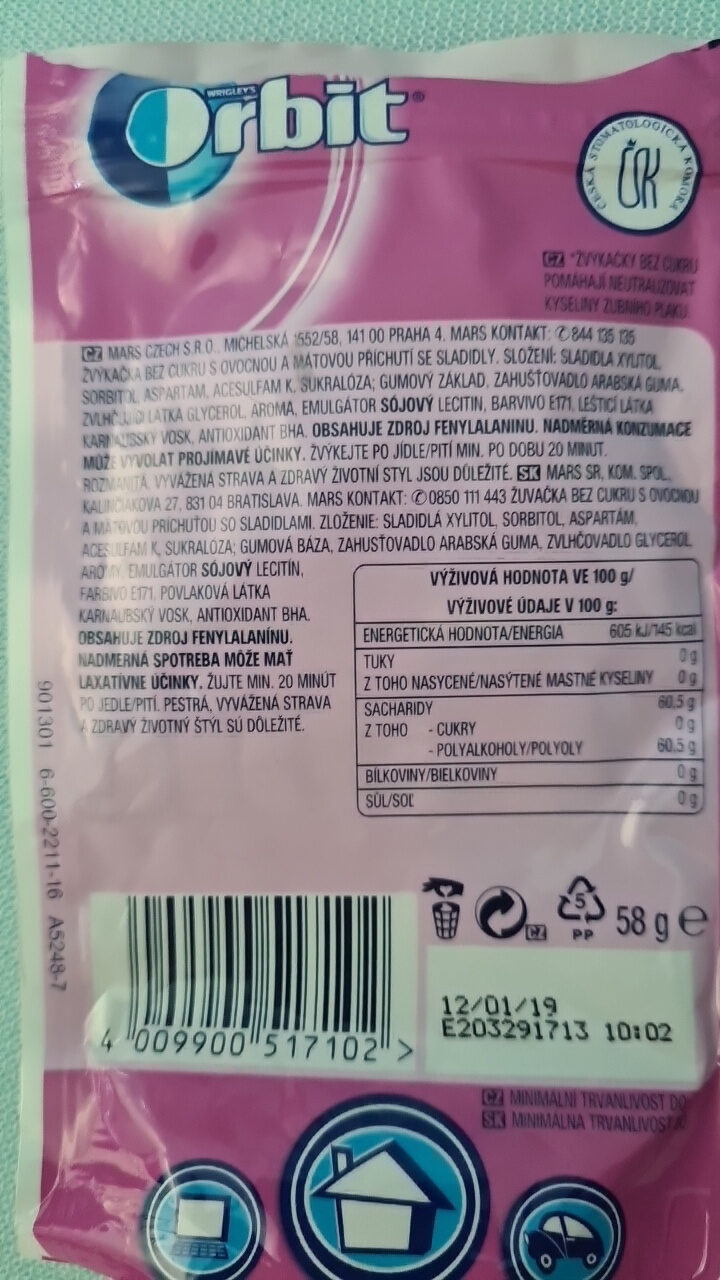 WRIGLEY'S
Orbit®
ČESKÁ STOMATOLOGICKÁ KOMORA
ČSK
CZ *ŽVÝKAČKY BEZ CUKRU
POMÁHAJÍ NEUTRALIZOVAT
KYSELINY ZUBNÍHO PLAKU.
CZ MARS CZECH S.R.O., MICHELSKÁ 1552/58, 141 00 PRAHA 4. MARS KONTAKT: ✆ 844 135 135
ŽVÝKAČKA BEZ CUKRU S OVOCNOU A MÁTOVOU PŘÍCHUTÍ SE SLADIDLY. SLOŽENÍ: SLADIDLA XYLITOL,
SORBITOL, ASPARTAM, ACESULFAM K, SUKRALÓZA; GUMOVÝ ZÁKLAD, ZAHUŠŤOVADLO ARABSKÁ GUMA,
ZVLHČUJÍCÍ LÁTKA GLYCEROL, AROMA, EMULGÁTOR SÓJOVÝ LECITIN, BARVIVO E171, LEŠTICÍ LÁTKA
KARNAUBSKÝ VOSK, ANTIOXIDANT BHA. OBSAHUJE ZDROJ FENYLALANINU. NADMĚRNÁ KONZUMACE
MŮŽE VYVOLAT PROJÍMAVÉ ÚČINKY. ŽVÝKEJTE PO JÍDLE/PITÍ MIN. PO DOBU 20 MINUT.
ROZMANITÁ, VYVÁŽENÁ STRAVA A ZDRAVÝ ŽIVOTNÍ STYL JSOU DŮLEŽITÉ. SK MARS SR, KOM. SPOL.,
KALINČIAKOVA 27, 831 04 BRATISLAVA. MARS KONTAKT: ✆ 0850 111 443 ŽUVAČKA BEZ CUKRU S OVOCNOU
A MÄTOVOU PRÍCHUŤOU SO SLADIDLAMI. ZLOŽENIE: SLADIDLÁ XYLITOL, SORBITOL, ASPARTÁM,
ACESULFAM K, SUKRALÓZA; GUMOVÁ BÁZA, ZAHUSŤOVADLO ARABSKÁ GUMA, ZVLHČOVADLO GLYCEROL,
ARÓMY, EMULGÁTOR SÓJOVÝ LECITÍN,
FARBIVO E171, POVLAKOVÁ LÁTKA
KARNAUBSKÝ VOSK, ANTIOXIDANT BHA.
OBSAHUJE ZDROJ FENYLALANÍNU.
NADMERNÁ SPOTREBA MÔŽE MAŤ
LAXATÍVNE ÚČINKY. ŽUJTE MIN. 20 MINÚT
PO JEDLE/PITÍ. PESTRÁ, VYVÁŽENÁ STRAVA
A ZDRAVÝ ŽIVOTNÝ ŠTÝL SÚ DÔLEŽITÉ.
VÝŽIVOVÁ HODNOTA VE 100 g/
VÝŽIVOVÉ ÚDAJE V 100 g:
ENERGETICKÁ HODNOTA/ENERGIA 605 kJ/145 kcal
TUKY 0 g
Z TOHO NASYCENÉ/NASÝTENÉ MASTNÉ KYSELINY 0 g
SACHARIDY 60,5 g
Z TOHO - CUKRY 0 g
- POLYALKOHOLY/POLYOLY 60,5 g
BÍLKOVINY/BIELKOVINY 0 g
SŮL/SOĽ 0 g
901301 6-600-2211-16 A5248-7
CZ
5
PP
58 g e
4 009900 517102 >
12/01/19
E203291713 10:02
CZ MINIMÁLNÍ TRVANLIVOST DO
SK MINIMÁLNA TRVANLIVOSŤ